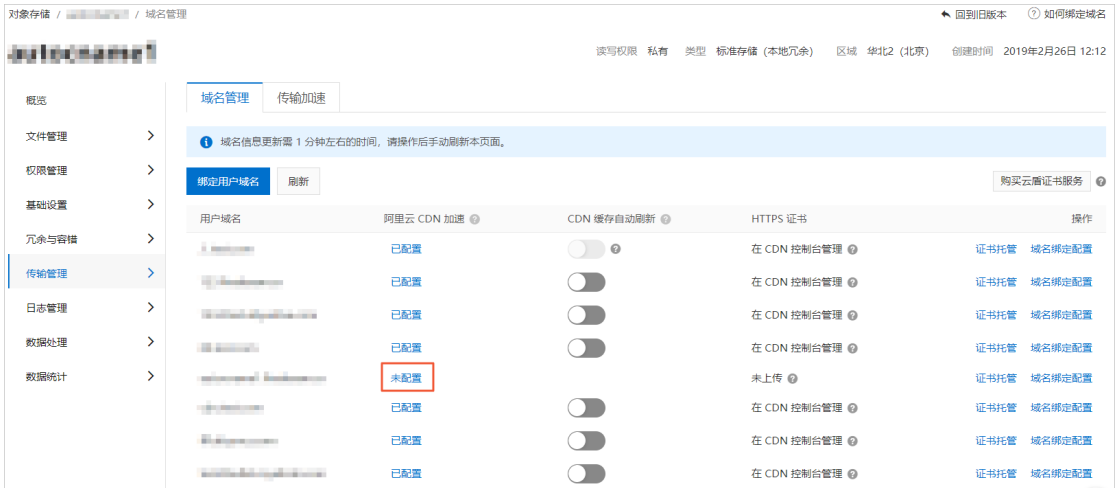 对象存储 / / 域名管理 回到旧版本 如何绑定域名
读写权限 私有 类型 标准存储（本地冗余） 区域 华北2（北京） 创建时间 2019年2月26日 12:12
概览
文件管理
权限管理
基础设置
冗余与容错
传输管理
日志管理
数据处理
数据统计
域名管理 传输加速
域名信息更新需 1 分钟左右的时间，请操作后手动刷新本页面。
绑定用户域名 刷新 购买云盾证书服务
用户域名 阿里云 CDN 加速 CDN 缓存自动刷新 HTTPS 证书 操作
已配置 在 CDN 控制台管理 证书托管 域名绑定配置
已配置 在 CDN 控制台管理 证书托管 域名绑定配置
已配置 在 CDN 控制台管理 证书托管 域名绑定配置
已配置 在 CDN 控制台管理 证书托管 域名绑定配置
未配置 未上传 证书托管 域名绑定配置
已配置 在 CDN 控制台管理 证书托管 域名绑定配置
已配置 在 CDN 控制台管理 证书托管 域名绑定配置
已配置 在 CDN 控制台管理 证书托管 域名绑定配置